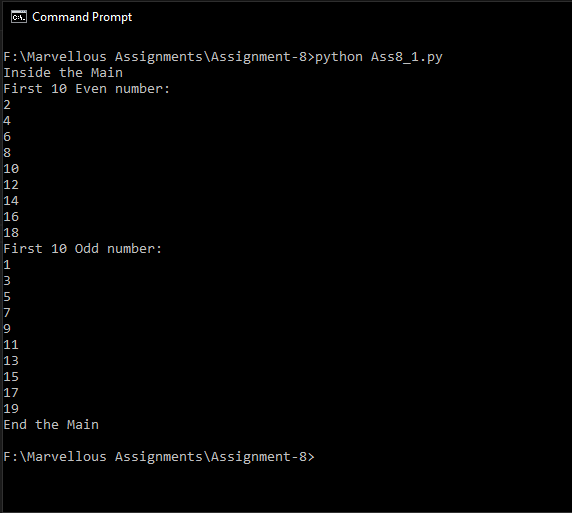 Command Prompt
F:\Marvellous Assignments\Assignment-8>python Ass8_1.py
Inside the Main
First 10 Even number:
2
4
6
8
10
12
14
16
18
First 10 Odd number:
1
3
5
7
9
11
13
15
17
19
End the Main
F:\Marvellous Assignments\Assignment-8>